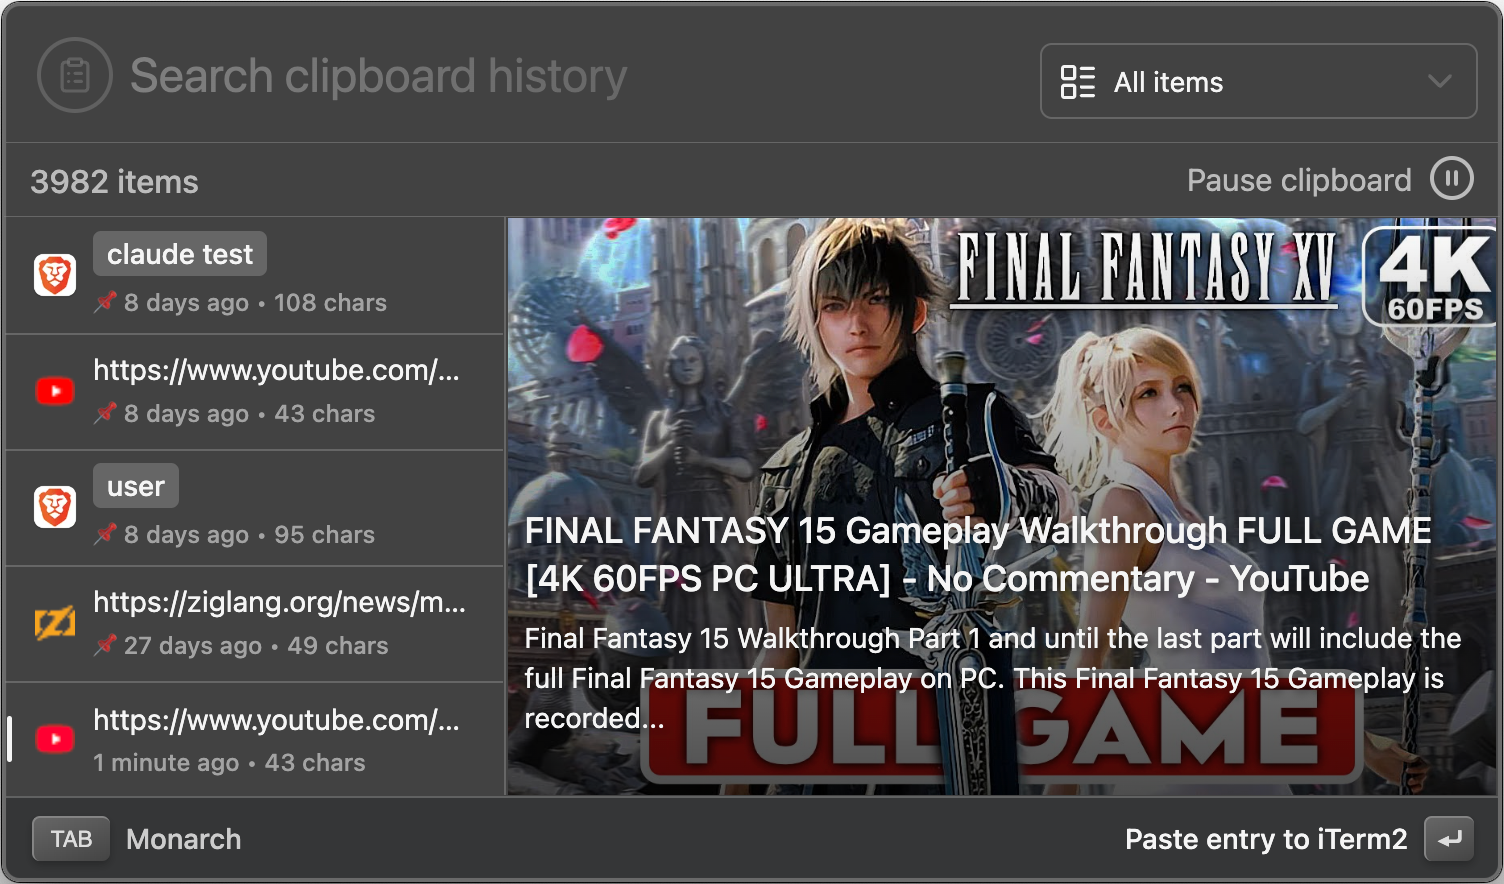 Search clipboard history
All items
3982 items
Pause clipboard
claude test
8 days ago • 108 chars
https://www.youtube.com/...
8 days ago • 43 chars
user
8 days ago • 95 chars
https://ziglang.org/news/m...
27 days ago • 49 chars
https://www.youtube.com/...
1 minute ago • 43 chars
FINAL FANTASY XV
4K
60FPS
FINAL FANTASY 15 Gameplay Walkthrough FULL GAME
[4K 60FPS PC ULTRA] - No Commentary - YouTube
Final Fantasy 15 Walkthrough Part 1 and until the last part will include the
full Final Fantasy 15 Gameplay on PC. This Final Fantasy 15 Gameplay is
recorded...
FULL GAME
TAB
Monarch
Paste entry to iTerm2